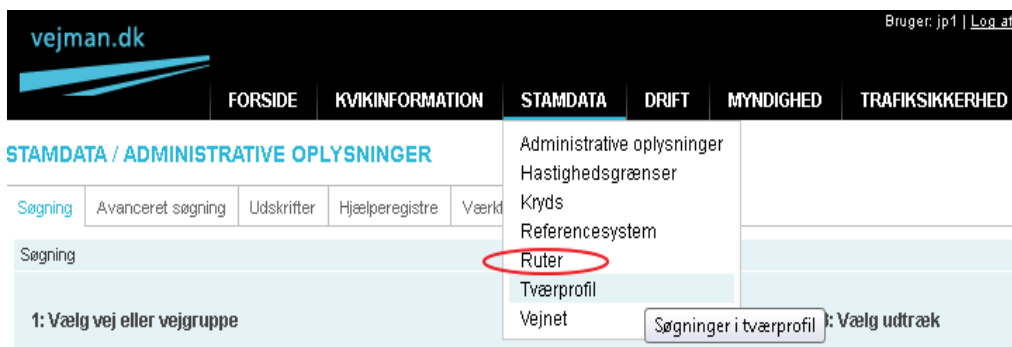 Bruger: jp1 | Log af
vejman.dk
FORSIDE KVIKINFORMATION STAMDATA DRIFT MYNDIGHED TRAFIKSIKKERHED
STAMDATA / ADMINISTRATIVE OPLYSNINGER
Søgning Avanceret søgning Udskrifter Hjælperegistre
Administrative oplysninger
Hastighedsgrænser
Kryds
Referencesystem
Ruter
Tværprofil
Vejnet
Søgninger i tværprofil
Søgning
1: Vælg vej eller vejgruppe
: Vælg udtræk